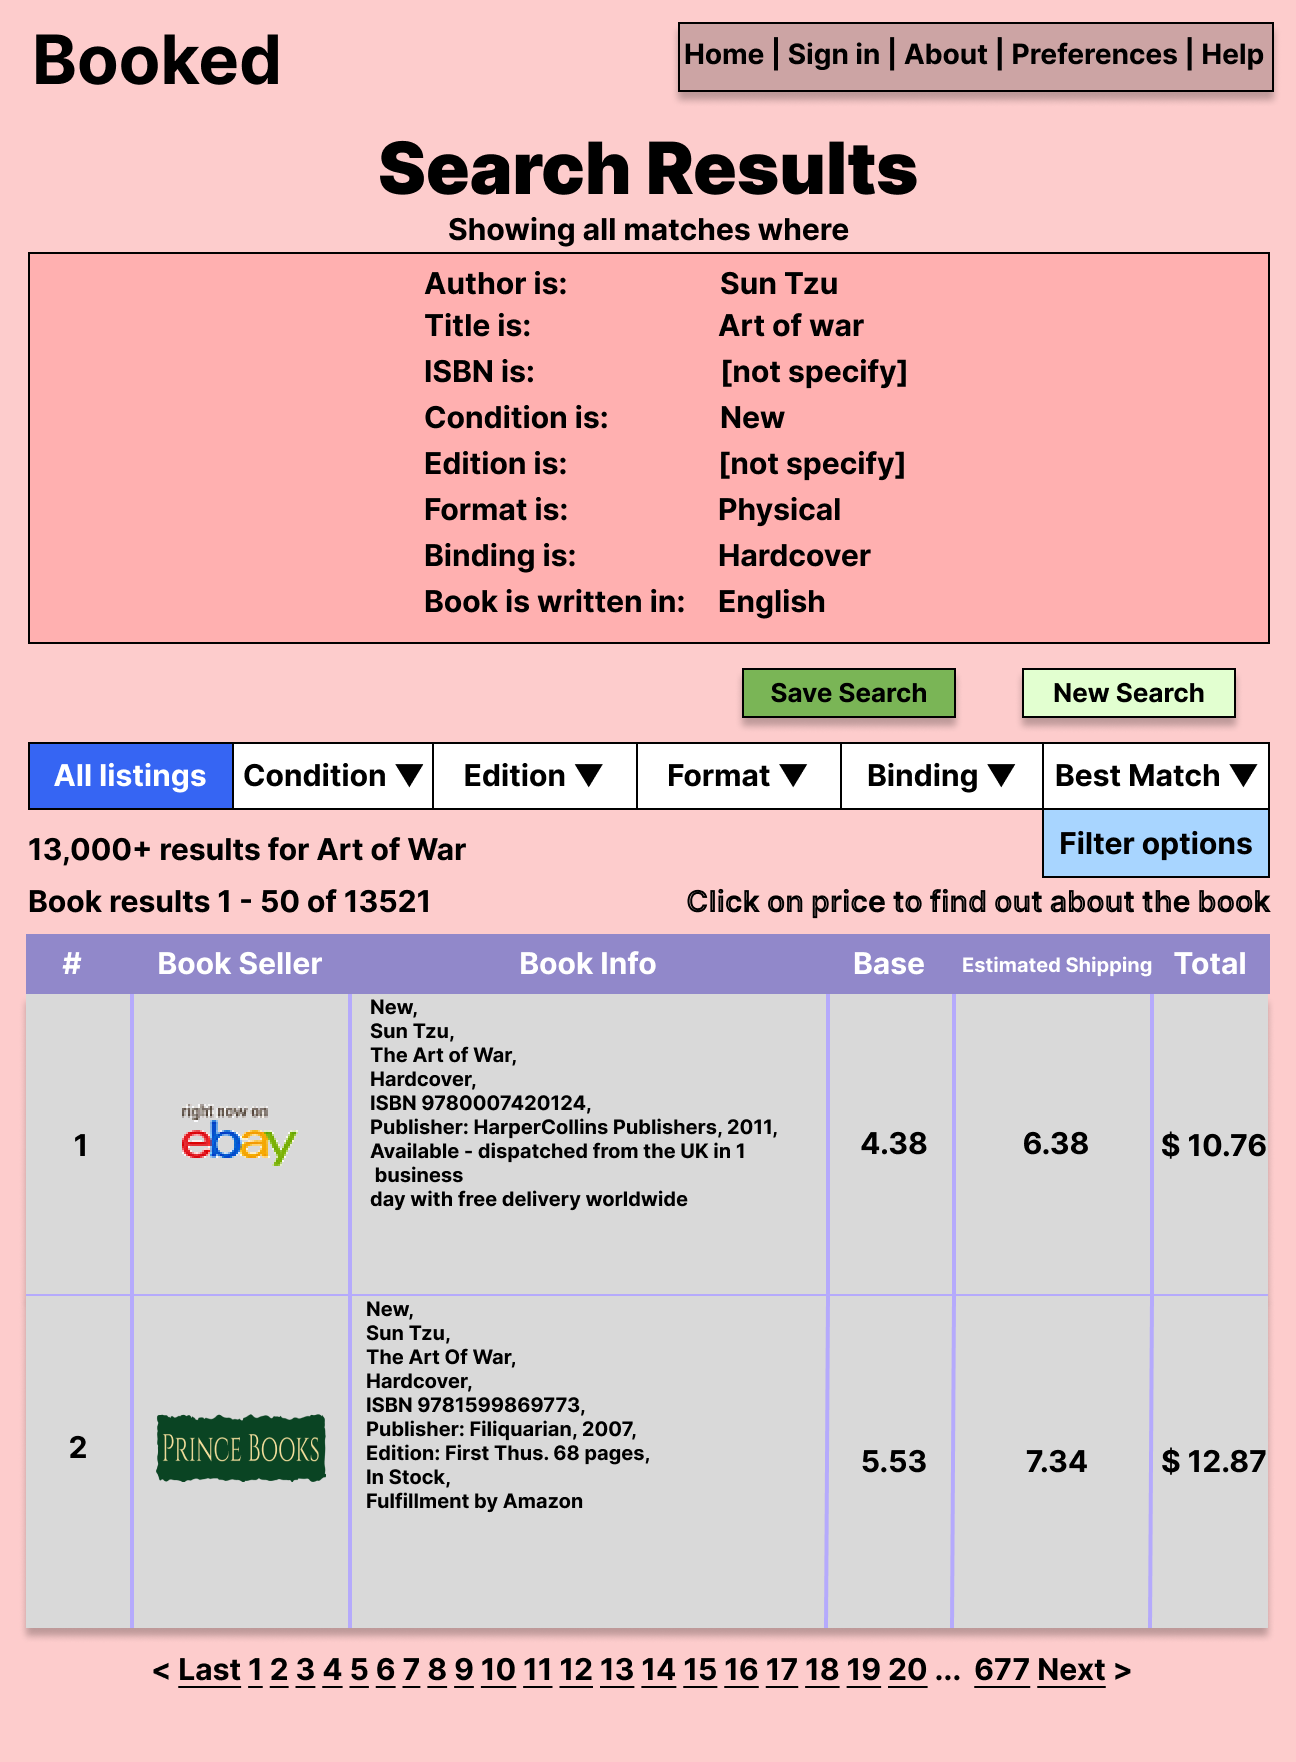 Booked
Home | Sign in | About | Preferences | Help
Search Results
Showing all matches where
Author is: Sun Tzu
Title is: Art of war
ISBN is: [not specify]
Condition is: New
Edition is: [not specify]
Format is: Physical
Binding is: Hardcover
Book is written in: English
Save Search New Search
All listings Condition ▼ Edition ▼ Format ▼ Binding ▼ Best Match ▼
Filter options
13,000+ results for Art of War
Book results 1 - 50 of 13521 Click on price to find out about the book
# Book Seller Book Info Base Estimated Shipping Total
1
right now on
ebay
New,
Sun Tzu,
The Art of War,
Hardcover,
ISBN 9780007420124,
Publisher: HarperCollins Publishers, 2011,
Available - dispatched from the UK in 1
business
day with free delivery worldwide
4.38 6.38 $ 10.76
2
PRINCE BOOKS
New,
Sun Tzu,
The Art Of War,
Hardcover,
ISBN 9781599869773,
Publisher: Filiquarian, 2007,
Edition: First Thus. 68 pages,
In Stock,
Fulfillment by Amazon
5.53 7.34 $ 12.87
< Last 1 2 3 4 5 6 7 8 9 10 11 12 13 14 15 16 17 18 19 20 ... 677 Next >